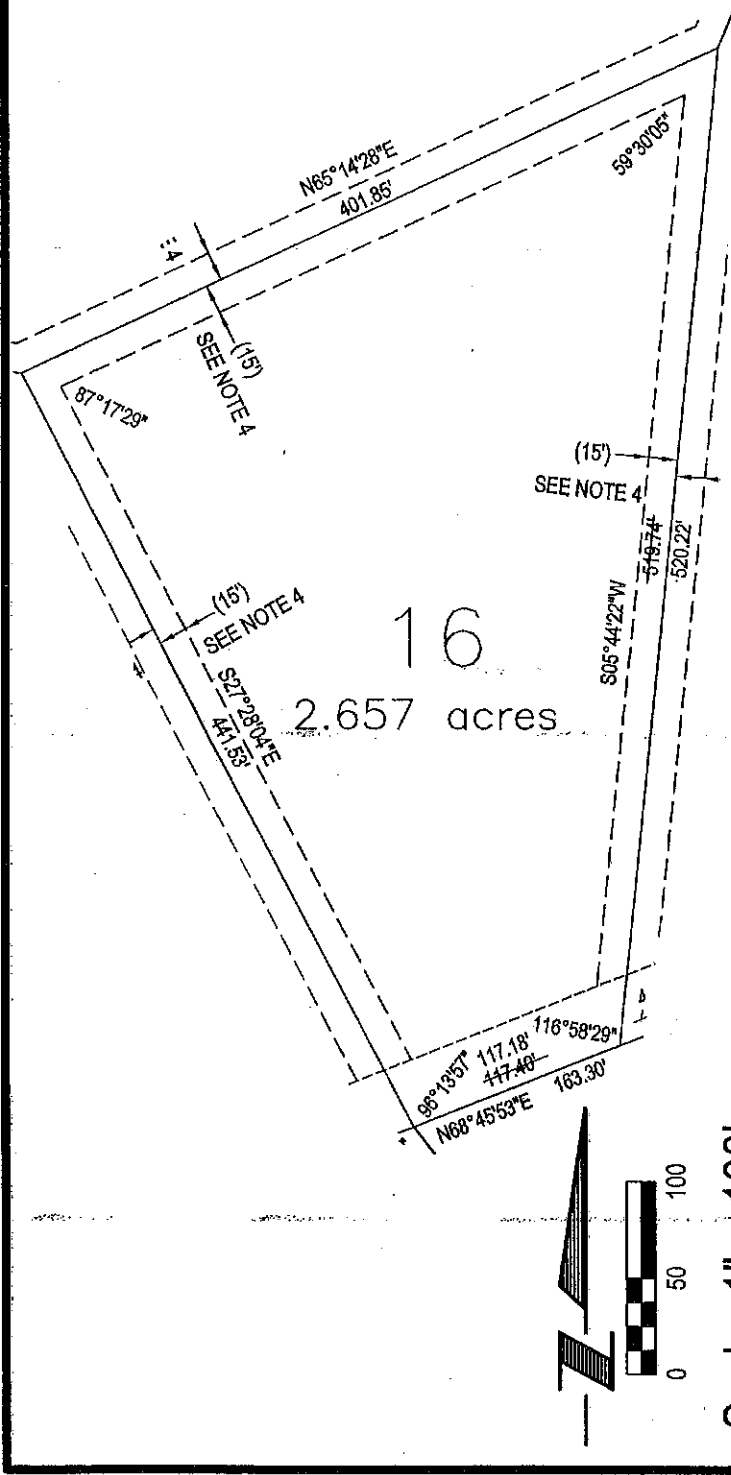 N65°14'28"E
401.85'
59°30'05"
(15')
SEE NOTE 4
87°17'29"
(15')
SEE NOTE 4
(15')
SEE NOTE 4
S27°28'04"E
441.53'
16
2.657 acres
S05°44'22"W
519.74'
520.22'
96°13'57"
117.18'
116°58'29"
117.40'
N68°45'53"E
163.30'
0
50
100